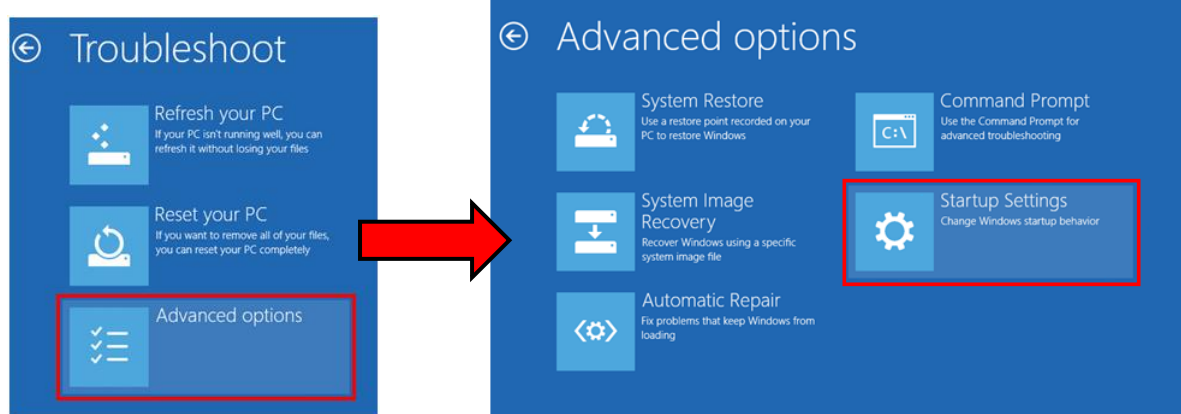 Troubleshoot
Refresh your PC
If your PC isn't running well, you can
refresh it without losing your files
Reset your PC
If you want to remove all of your files,
you can reset your PC completely
Advanced options
Advanced options
System Restore
Use a restore point recorded on your
PC to restore Windows
System Image
Recovery
Recover Windows using a specific
system image file
Automatic Repair
Fix problems that keep Windows from
loading
C:\
Command Prompt
Use the Command Prompt for
advanced troubleshooting
Startup Settings
Change Windows startup behavior